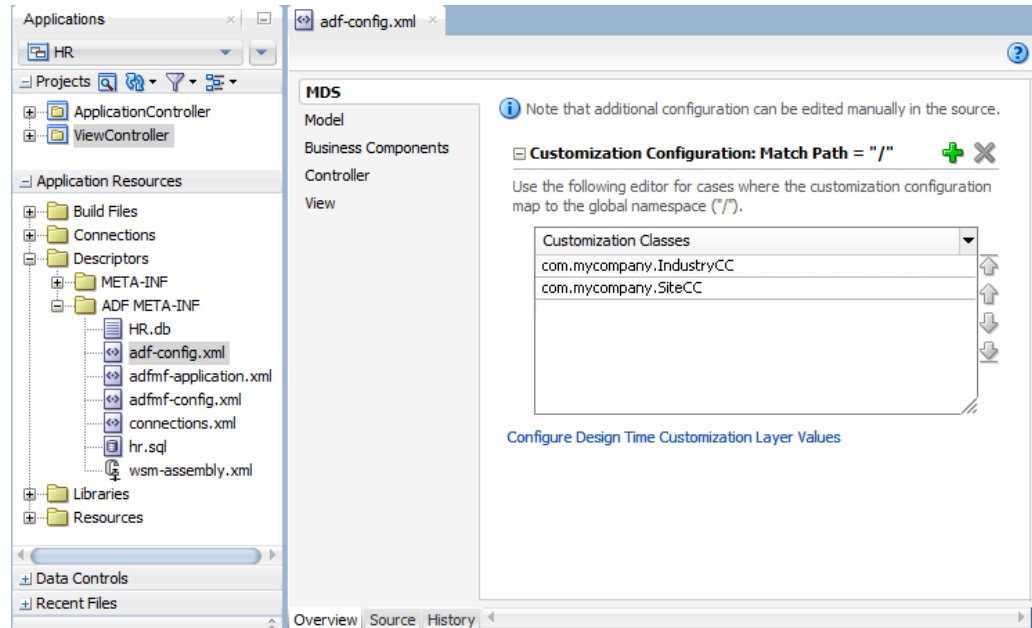 Applications
HR
Projects
ApplicationController
ViewController
Application Resources
Build Files
Connections
Descriptors
META-INF
ADF META-INF
HR.db
adf-config.xml
adfmf-application.xml
adfmf-config.xml
connections.xml
hr.sql
wsm-assembly.xml
Libraries
Resources
Data Controls
Recent Files
adf-config.xml
MDS
Model
Business Components
Controller
View
Note that additional configuration can be edited manually in the source.
Customization Configuration: Match Path = "/"
Use the following editor for cases where the customization configuration
map to the global namespace ("/").
Customization Classes
com.mycompany.IndustryCC
com.mycompany.SiteCC
Configure Design Time Customization Layer Values
Overview Source History